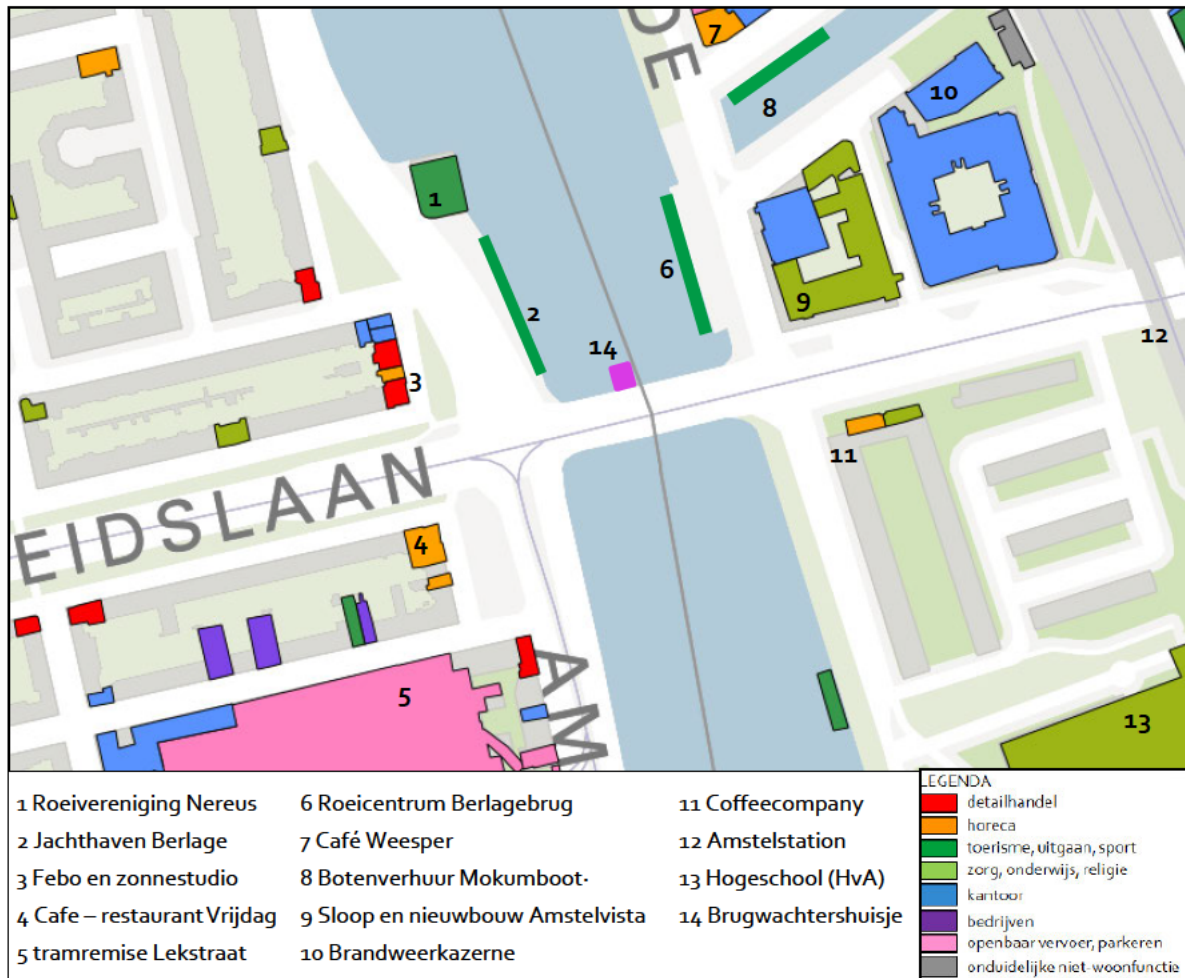 DE
7
8
10
1
6
9
2
14
12
3
11
EIDSLAAN
4
5
AM
13
1 Roeivereniging Nereus
2 Jachthaven Berlage
3 Febo en zonnestudio
4 Cafe – restaurant Vrijdag
5 tramremise Lekstraat
6 Roeicentrum Berlagebrug
7 Café Weesper
8 Botenverhuur Mokumboot·
9 Sloop en nieuwbouw Amstelvista
10 Brandweerkazerne
11 Coffeecompany
12 Amstelstation
13 Hogeschool (HvA)
14 Brugwachtershuisje
LEGENDA
detailhandel
horeca
toerisme, uitgaan, sport
zorg, onderwijs, religie
kantoor
bedrijven
openbaar vervoer, parkeren
onduidelijke niet-woonfunctie